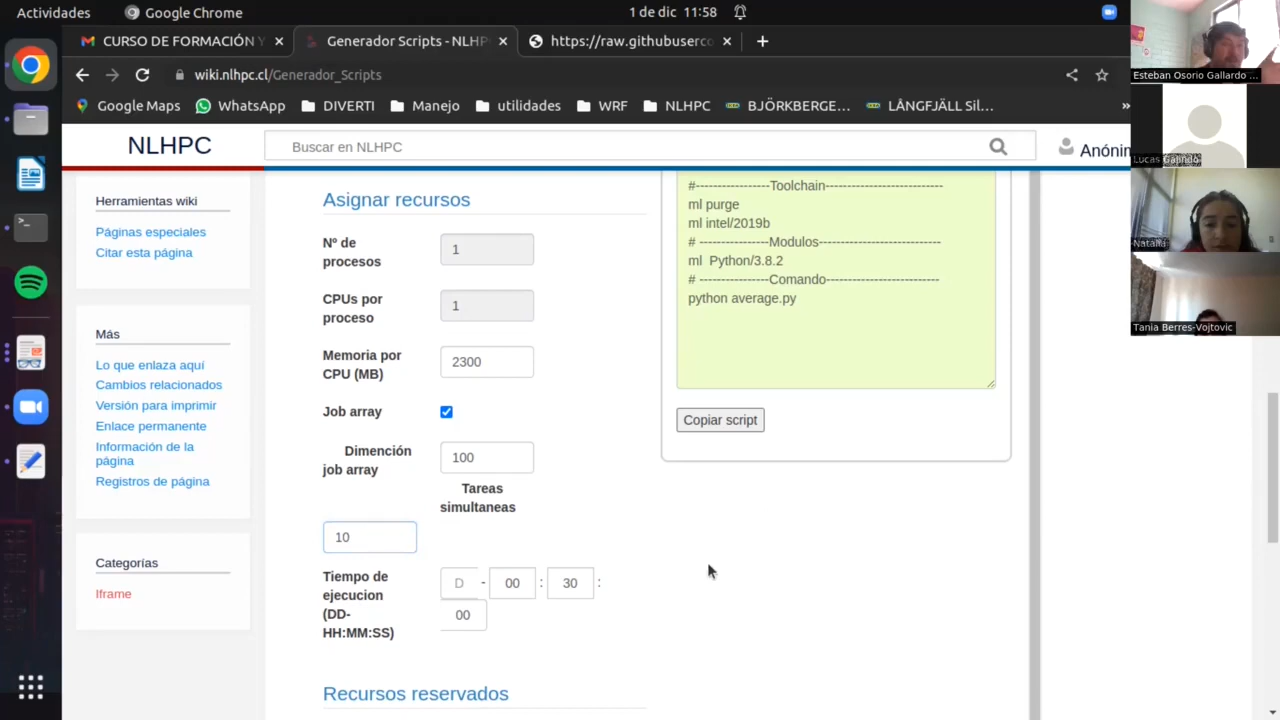 Actividades
Google Chrome
1 de dic 11:58
CURSO DE FORMACIÓN Y
Generador Scripts - NLHP
https://raw.githubuserco
wiki.nlhpc.cl/Generador_Scripts
Google Maps
WhatsApp
DIVERTI
Manejo
utilidades
WRF
NLHPC
BJÖRKBERGE...
LÅNGFJÄLL Sil...
»
NLHPC
Buscar en NLHPC
Anónim
Herramientas wiki
Páginas especiales
Citar esta página
Más
Lo que enlaza aquí
Cambios relacionados
Versión para imprimir
Enlace permanente
Información de la
página
Registros de página
Categorías
Iframe
Asignar recursos
Nº de
procesos
1
CPUs por
proceso
1
Memoria por
CPU (MB)
2300
Job array
Dimención
job array
100
Tareas
simultaneas
10
Tiempo de
ejecucion
(DD-
HH:MM:SS)
D - 00 : 30 :
00
Recursos reservados
#-----------------Toolchain---------------------------
ml purge
ml intel/2019b
# ----------------Modulos----------------------------
ml  Python/3.8.2
# ----------------Comando--------------------------
python average.py
Copiar script
Esteban Osorio Gallardo ...
Lucas Galindo
Natalia
Tania Berres-Vojtovic